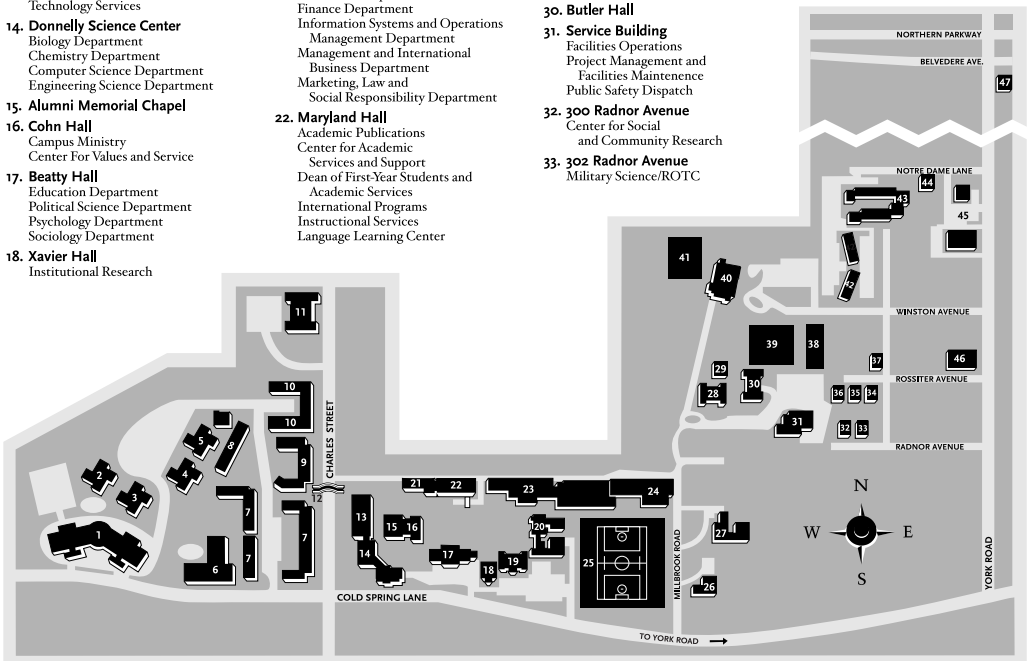 Technology Services
14. Donnelly Science Center
Biology Department
Chemistry Department
Computer Science Department
Engineering Science Department
15. Alumni Memorial Chapel
16. Cohn Hall
Campus Ministry
Center For Values and Service
17. Beatty Hall
Education Department
Political Science Department
Psychology Department
Sociology Department
18. Xavier Hall
Institutional Research
Finance Department
Information Systems and Operations
Management Department
Management and International
Business Department
Marketing, Law and
Social Responsibility Department
22. Maryland Hall
Academic Publications
Center for Academic
Services and Support
Dean of First-Year Students and
Academic Services
International Programs
Instructional Services
Language Learning Center
30. Butler Hall
31. Service Building
Facilities Operations
Project Management and
Facilities Maintenence
Public Safety Dispatch
32. 300 Radnor Avenue
Center for Social
and Community Research
33. 302 Radnor Avenue
Military Science/ROTC
NORTHERN PARKWAY
BELVEDERE AVE.
47
NOTRE DAME LANE
44
43
45
41
40
42
WINSTON AVENUE
11
39
38
37
46
29
30
28
ROSSITER AVENUE
36
35
34
10
10
31
32
33
RADNOR AVENUE
CHARLES STREET
5
8
9
2
4
3
12
21
22
23
24
N
W
E
S
7
7
7
13
15
16
20
1
14
17
18
19
25
27
6
26
MILLBROOK ROAD
YORK ROAD
COLD SPRING LANE
TO YORK ROAD